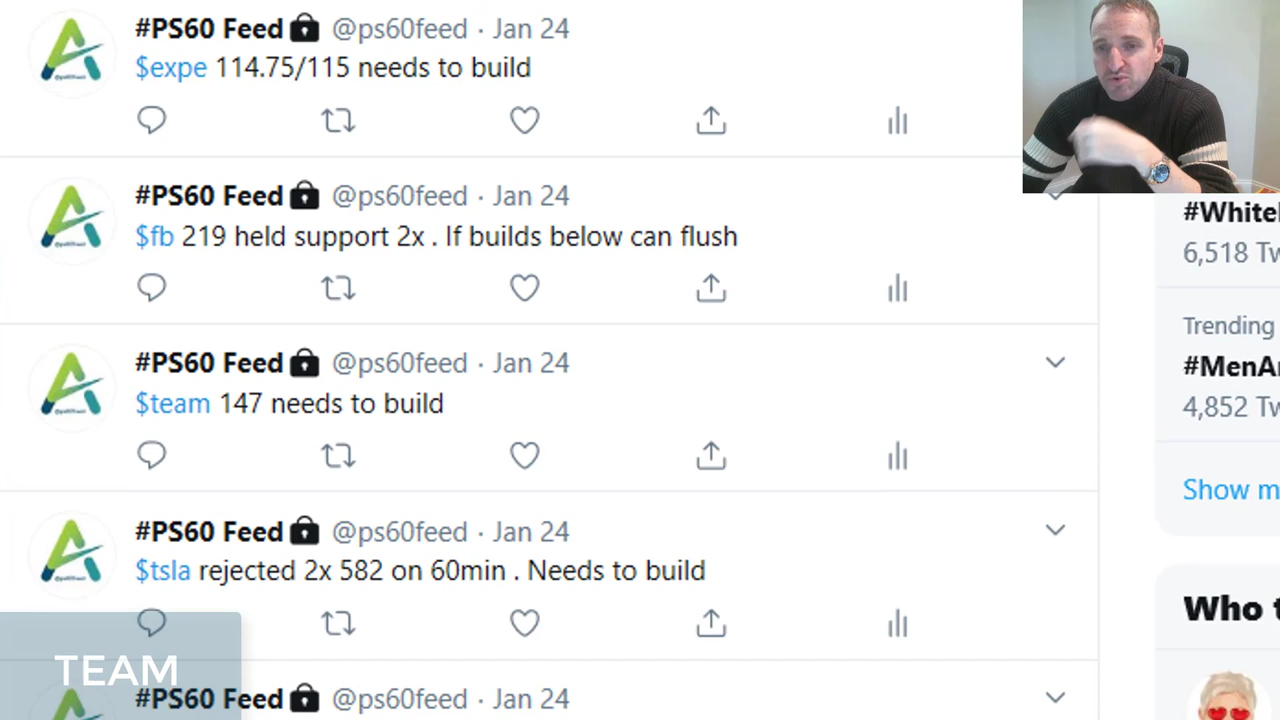 #PS60 Feed @ps60feed · Jan 24
$expe 114.75/115 needs to build
#PS60 Feed @ps60feed · Jan 24
$fb 219 held support 2x . If builds below can flush
#PS60 Feed @ps60feed · Jan 24
$team 147 needs to build
#PS60 Feed @ps60feed · Jan 24
$tsla rejected 2x 582 on 60min . Needs to build
#PS60 Feed @ps60feed · Jan 24
TEAM
6,518
Trending
4,852
Show
Who